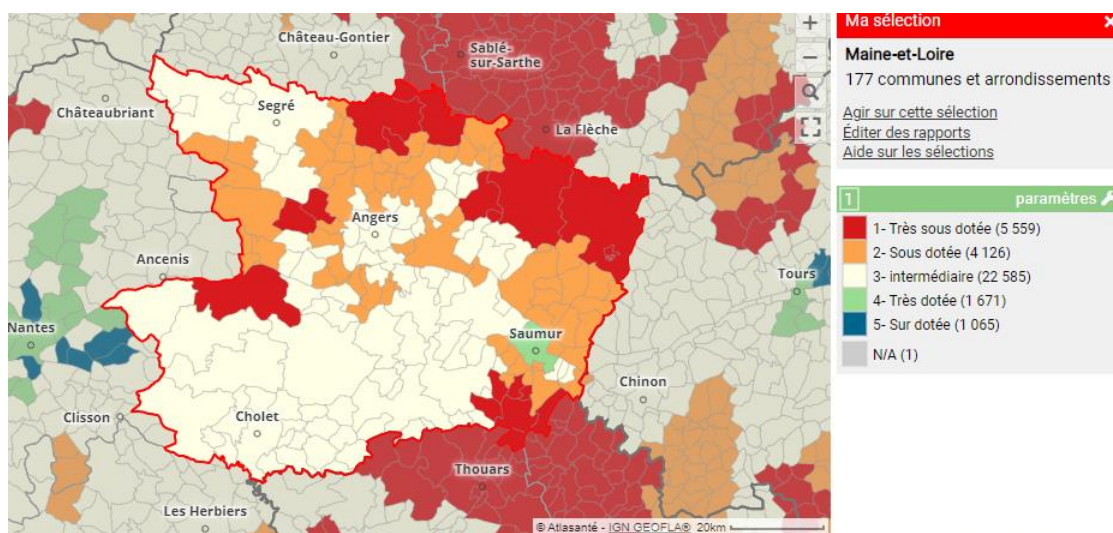 Château-Gontier
Sablé-
sur-Sarthe
+
−
Châteaubriant
Segré
La Flèche
Angers
Ancenis
Tours
Nantes
Saumur
Chinon
Clisson
Cholet
Thouars
Les Herbiers
© Atlasanté - IGN GEOFLA® 20km
Ma sélection
Maine-et-Loire
177 communes et arrondissements
Agir sur cette sélection
Éditer des rapports
Aide sur les sélections
1 paramètres
1- Très sous dotée (5 559)
2- Sous dotée (4 126)
3- intermédiaire (22 585)
4- Très dotée (1 671)
5- Sur dotée (1 065)
N/A (1)